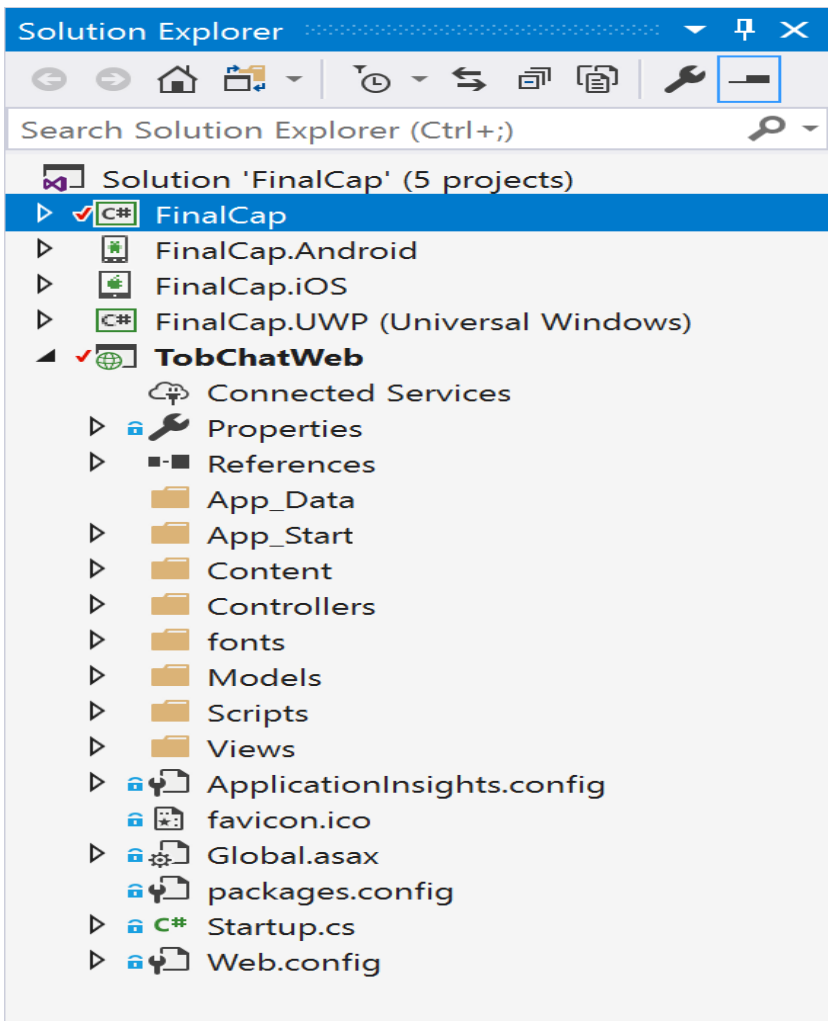 Solution Explorer
Search Solution Explorer (Ctrl+;)
Solution 'FinalCap' (5 projects)
C# FinalCap
FinalCap.Android
FinalCap.iOS
C# FinalCap.UWP (Universal Windows)
TobChatWeb
Connected Services
Properties
References
App_Data
App_Start
Content
Controllers
fonts
Models
Scripts
Views
ApplicationInsights.config
favicon.ico
Global.asax
packages.config
C# Startup.cs
Web.config